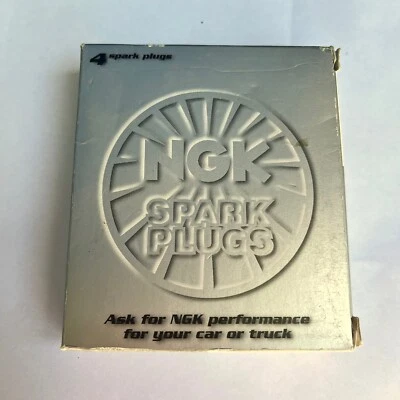 4 spark plugs
NGK
SPARK
PLUGS
Ask for NGK performance
for your car or truck